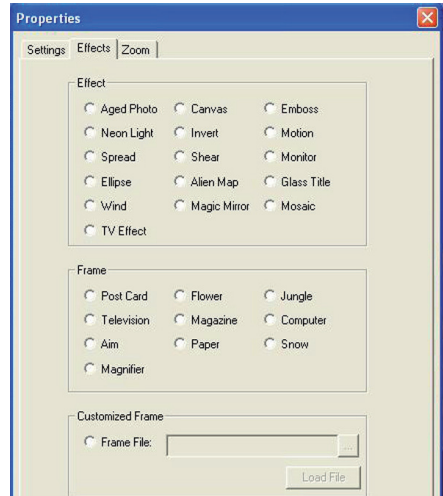 Properties
Settings Effects Zoom
Effect
Aged Photo Canvas Emboss
Neon Light Invert Motion
Spread Shear Monitor
Ellipse Alien Map Glass Title
Wind Magic Mirror Mosaic
TV Effect
Frame
Post Card Flower Jungle
Television Magazine Computer
Aim Paper Snow
Magnifier
Customized Frame
Frame File: ...
Load File